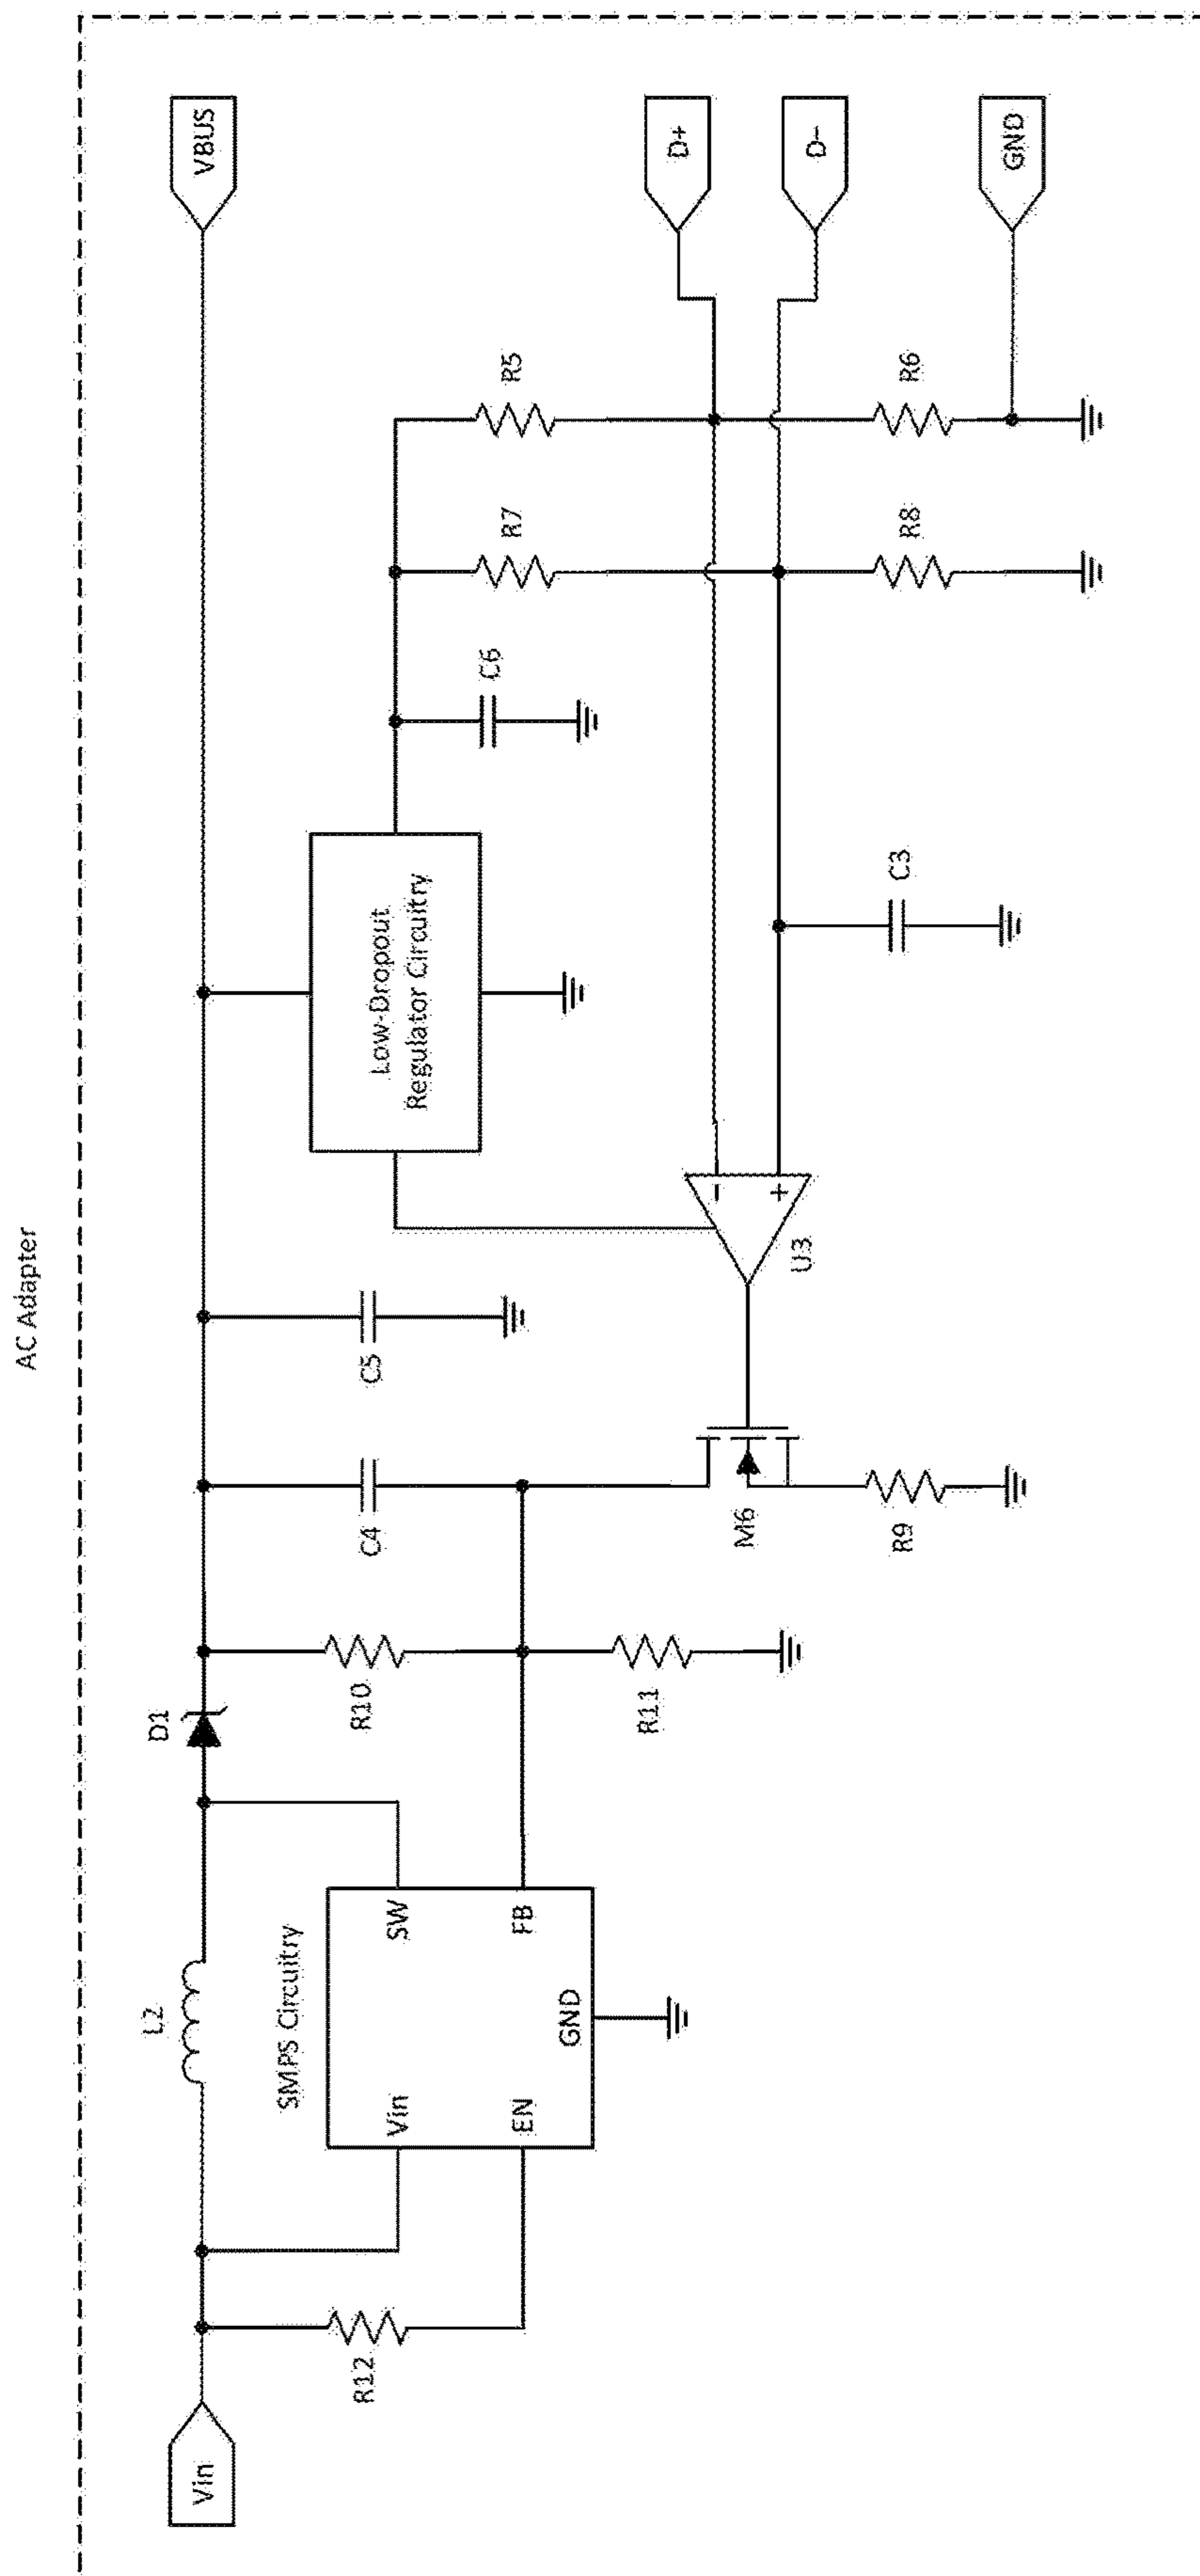 AC Adapter
Vin
R12
L2
SMPS Circuitry
Vin
EN
GND
SW
FB
D1
R10
R11
C4
C5
M6
R9
U3
-
+
Low-Dropout
Regulator Circuitry
C3
C6
R7
R8
R5
R6
VBUS
D+
D-
GND